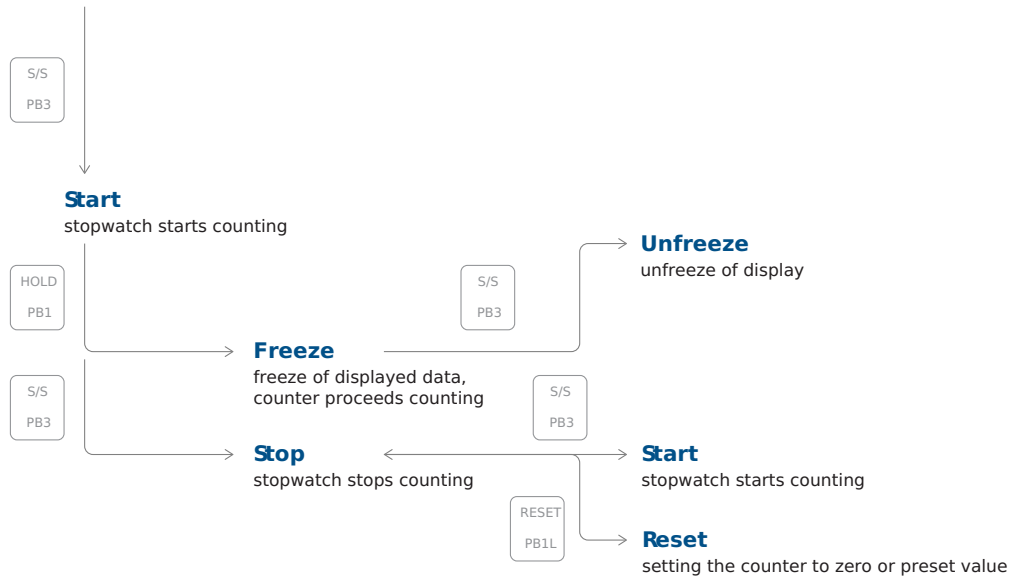 S/S
PB3
Start
stopwatch starts counting
HOLD
PB1
S/S
PB3
Unfreeze
unfreeze of display
Freeze
freeze of displayed data,
counter proceeds counting
S/S
PB3
S/S
PB3
Stop
stopwatch stops counting
Start
stopwatch starts counting
RESET
PB1L
Reset
setting the counter to zero or preset value